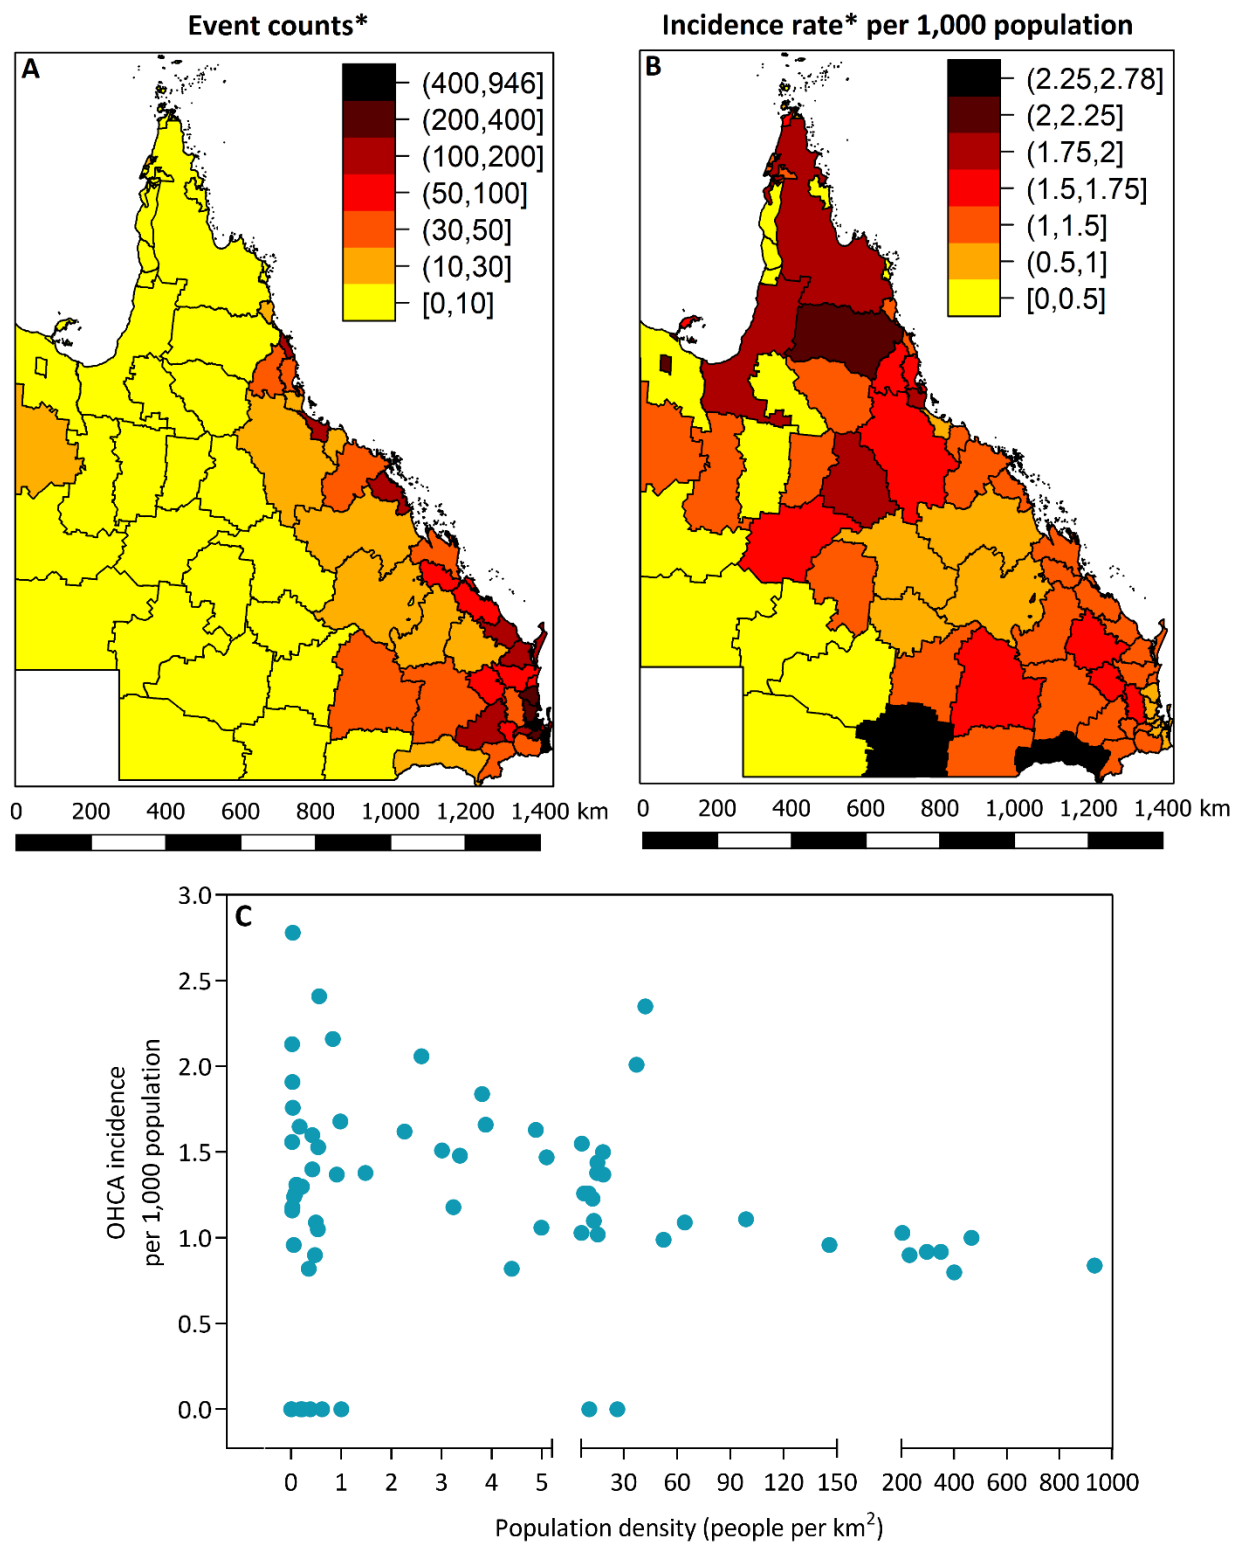 Event counts*
Incidence rate* per 1,000 population
A
(400,946]
(200,400]
(100,200]
(50,100]
(30,50]
(10,30]
[0,10]
0 200 400 600 800 1,000 1,200 1,400 km
B
(2.25,2.78]
(2,2.25]
(1.75,2]
(1.5,1.75]
(1,1.5]
(0.5,1]
[0,0.5]
0 200 400 600 800 1,000 1,200 1,400 km
C
OHCA incidence
per 1,000 population
3.0
2.5
2.0
1.5
1.0
0.5
0.0
0 1 2 3 4 5 30 60 90 120 150 200 400 600 800 1000
Population density (people per km²)